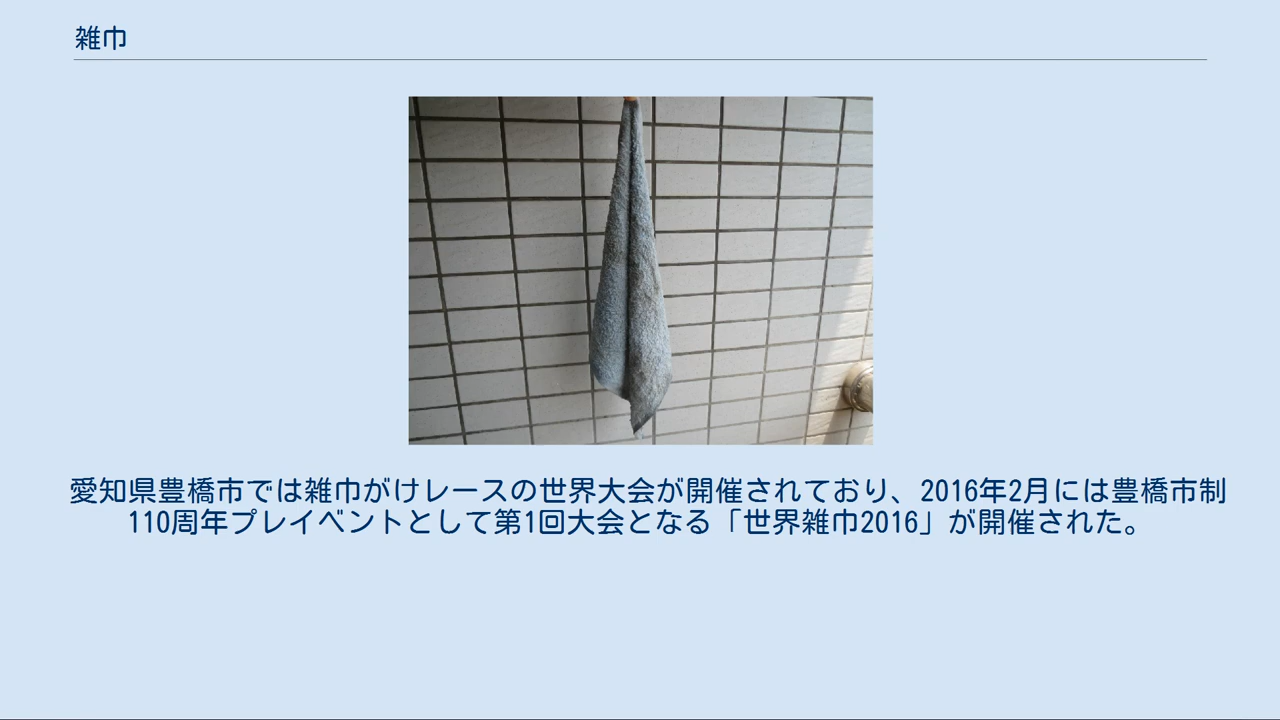 雑巾
愛知県豊橋市では雑巾がけレースの世界大会が開催されており、2016年2月には豊橋市制
110周年プレイベントとして第1回大会となる「世界雑巾2016」が開催された。